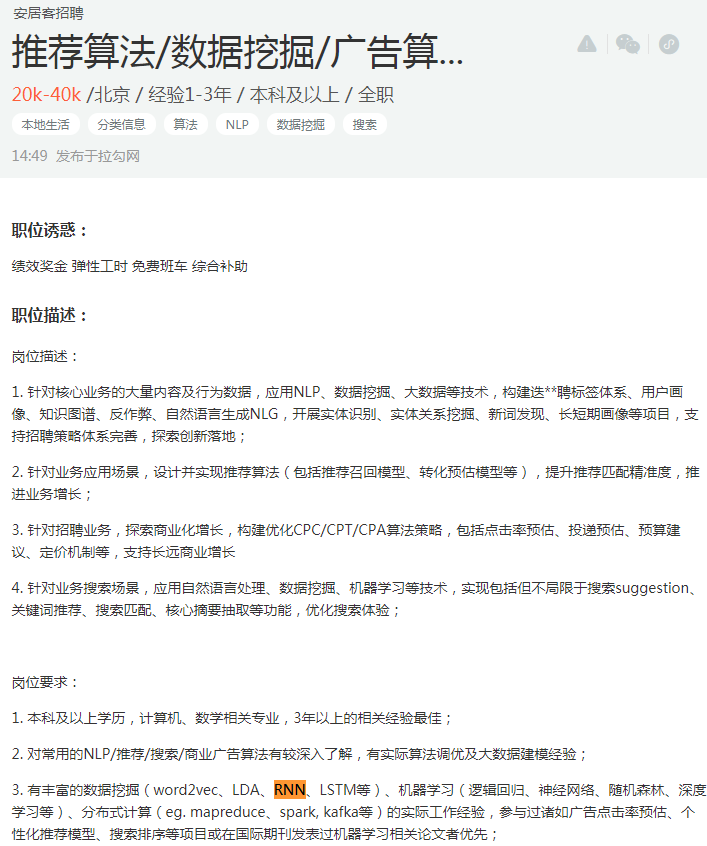 安居客招聘
推荐算法/数据挖掘/广告算...
20k-40k /北京 / 经验1-3年 / 本科及以上 / 全职
本地生活 分类信息 算法 NLP 数据挖掘 搜索
14:49 发布于拉勾网
职位诱惑：
绩效奖金 弹性工时 免费班车 综合补助
职位描述：
岗位描述：
1. 针对核心业务的大量内容及行为数据，应用NLP、数据挖掘、大数据等技术，构建迭**聘标签体系、用户画
像、知识图谱、反作弊、自然语言生成NLG，开展实体识别、实体关系挖掘、新词发现、长短期画像等项目，支
持招聘策略体系完善，探索创新落地；
2. 针对业务应用场景，设计并实现推荐算法（包括推荐召回模型、转化预估模型等），提升推荐匹配精准度，推
进业务增长；
3. 针对招聘业务，探索商业化增长，构建优化CPC/CPT/CPA算法策略，包括点击率预估、投递预估、预算建
议、定价机制等，支持长远商业增长
4. 针对业务搜索场景，应用自然语言处理、数据挖掘、机器学习等技术，实现包括但不局限于搜索suggestion、
关键词推荐、搜索匹配、核心摘要抽取等功能，优化搜索体验；
岗位要求：
1. 本科及以上学历，计算机、数学相关专业，3年以上的相关经验最佳；
2. 对常用的NLP/推荐/搜索/商业广告算法有较深入了解，有实际算法调优及大数据建模经验；
3. 有丰富的数据挖掘（word2vec、LDA、RNN、LSTM等）、机器学习（逻辑回归、神经网络、随机森林、深度
学习等）、分布式计算（eg. mapreduce、spark, kafka等）的实际工作经验，参与过诸如广告点击率预估、个
性化推荐模型、搜索排序等项目或在国际期刊发表过机器学习相关论文者优先；